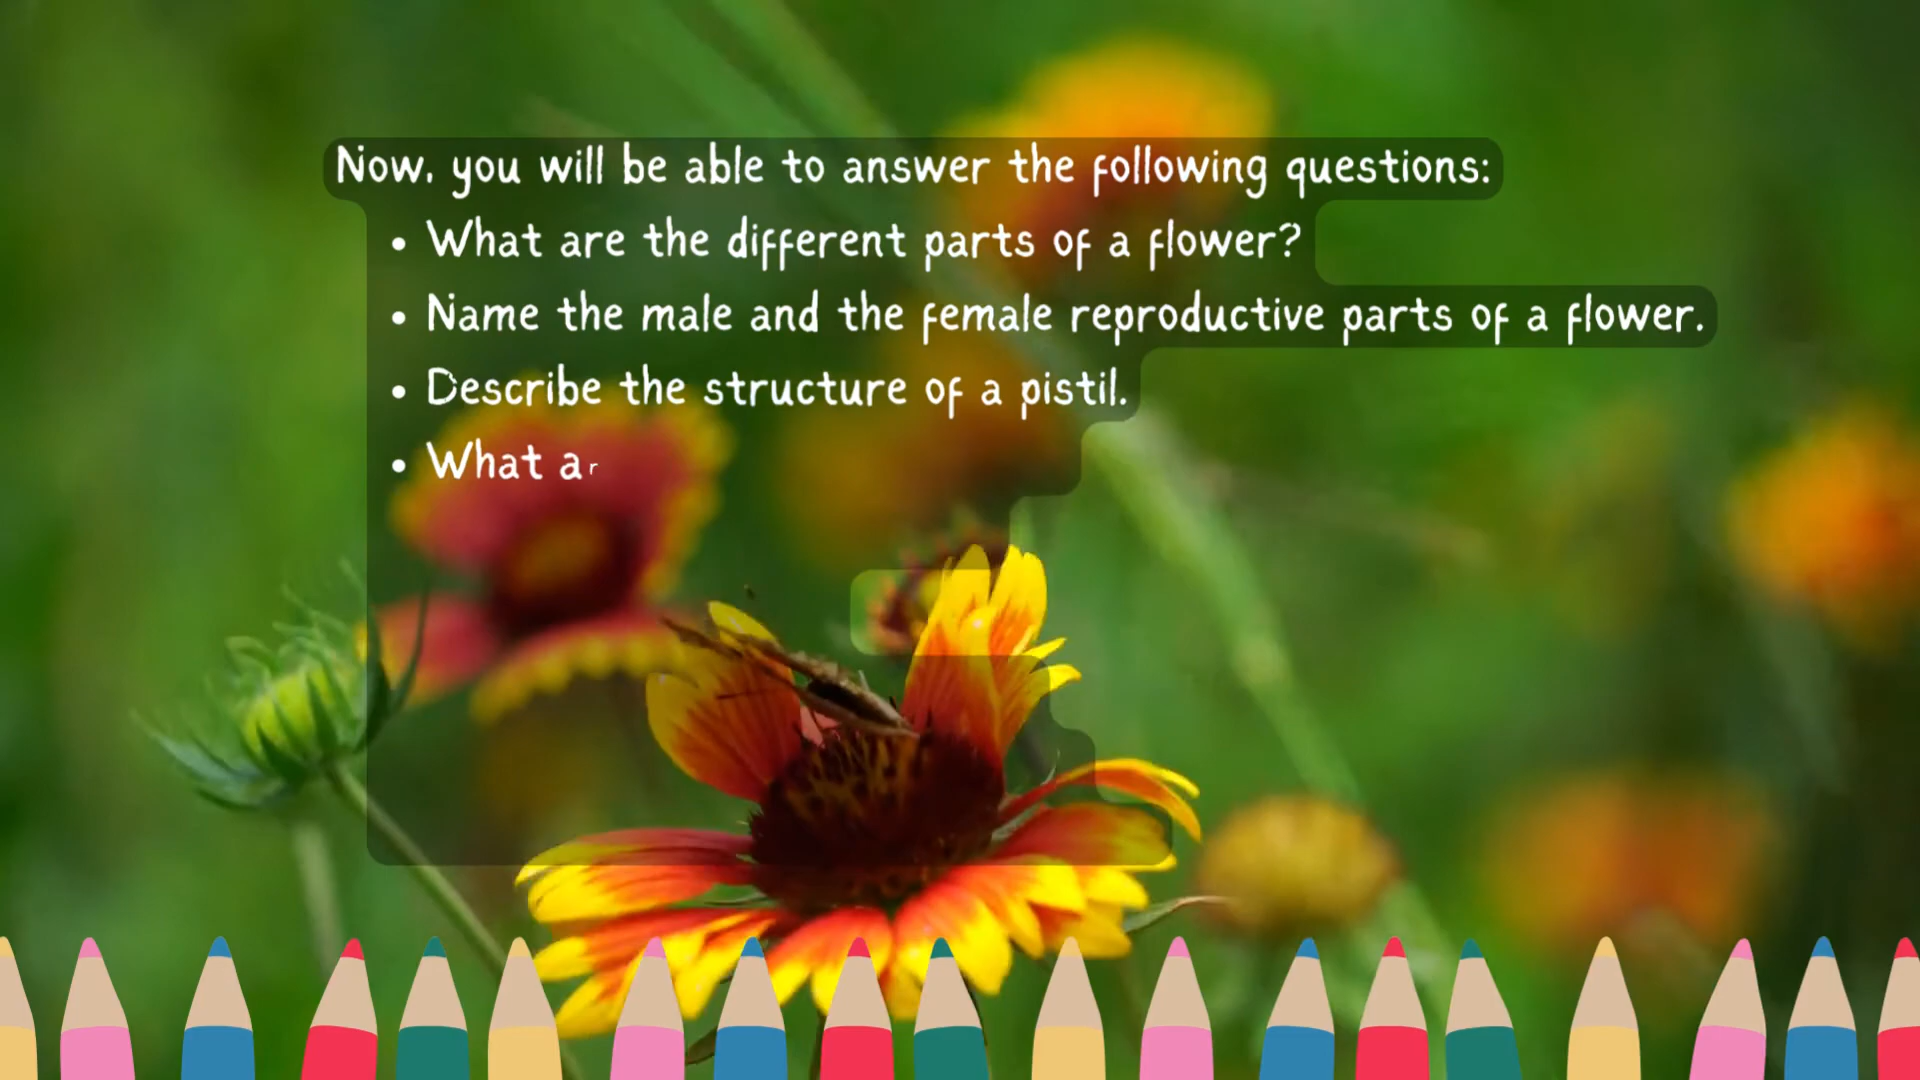 Now, you will be able to answer the following questions:
• What are the different parts of a flower?
• Name the male and the female reproductive parts of a flower.
• Describe the structure of a pistil.
• What ar